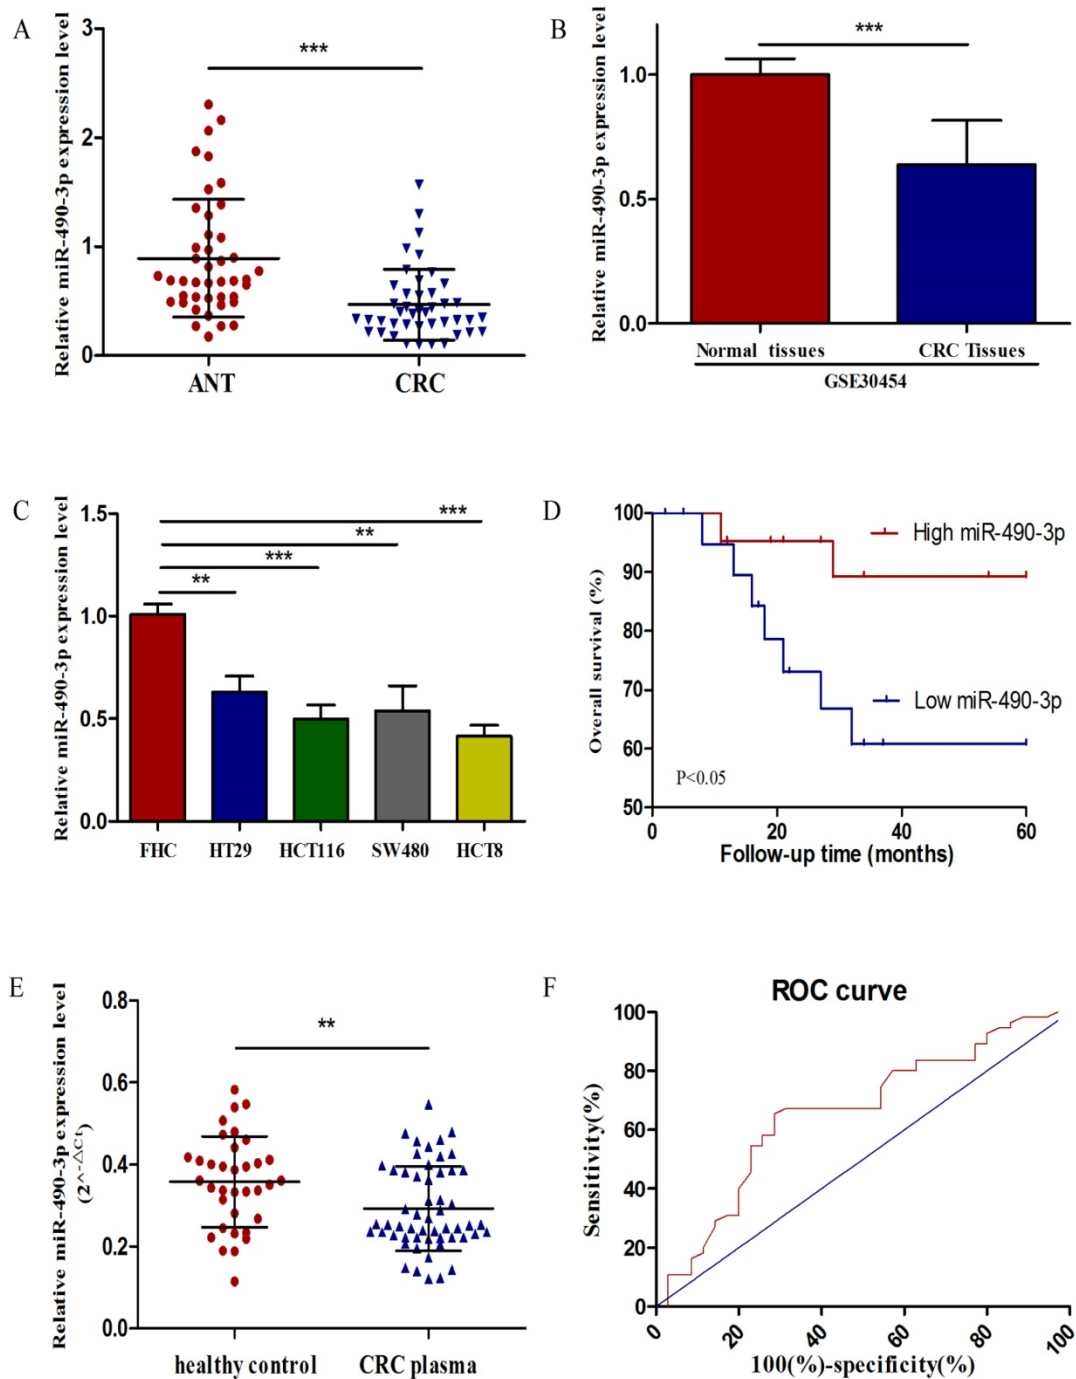 A
Relative miR-490-3p expression level
3
2
1
0
***
ANT
CRC
B
Relative miR-490-3p expression level
1.0
0.5
0.0
***
Normal tissues
CRC Tissues
GSE30454
C
Relative miR-490-3p expression level
1.5
1.0
0.5
0.0
***
**
***
**
FHC
HT29
HCT116
SW480
HCT8
D
Overall survival (%)
100
90
80
70
60
50
High miR-490-3p
Low miR-490-3p
P<0.05
0
20
40
60
Follow-up time (months)
E
Relative miR-490-3p expression level
(2^-△Ct)
0.8
0.6
0.4
0.2
0.0
**
healthy control
CRC plasma
F
ROC curve
Sensitivity(%)
100
80
60
40
20
0
0
20
40
60
80
100
100(%)-specificity(%)